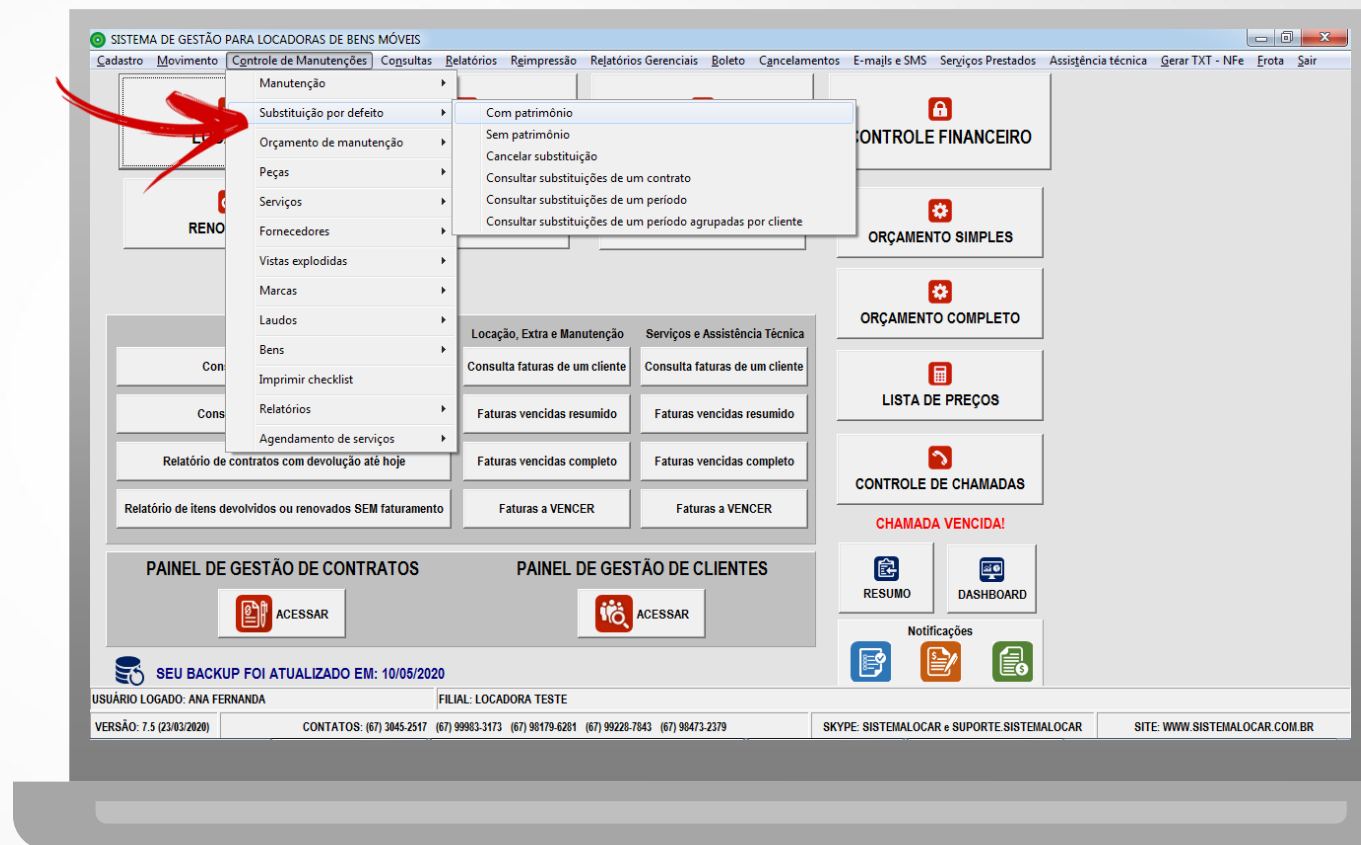 SISTEMA DE GESTÃO PARA LOCADORAS DE BENS MÓVEIS
Cadastro Movimento Controle de Manutenções Consultas Relatórios Reimpressão Relatórios Gerenciais Boleto Cancelamentos E-mails e SMS Serviços Prestados Assistência técnica Gerar TXT - NFe Frota Sair
Manutenção
Substituição por defeito
Orçamento de manutenção
Peças
Serviços
Fornecedores
Vistas explodidas
Marcas
Laudos
Bens
Imprimir checklist
Relatórios
Agendamento de serviços
Com patrimônio
Sem patrimônio
Cancelar substituição
Consultar substituições de um contrato
Consultar substituições de um período
Consultar substituições de um período agrupadas por cliente
CONTROLE FINANCEIRO
RENO
ORÇAMENTO SIMPLES
ORÇAMENTO COMPLETO
LISTA DE PREÇOS
CONTROLE DE CHAMADAS
CHAMADA VENCIDA!
Locação, Extra e Manutenção Serviços e Assistência Técnica
Con Consulta faturas de um cliente Consulta faturas de um cliente
Cons Faturas vencidas resumido Faturas vencidas resumido
Relatório de contratos com devolução até hoje Faturas vencidas completo Faturas vencidas completo
Relatório de itens devolvidos ou renovados SEM faturamento Faturas a VENCER Faturas a VENCER
PAINEL DE GESTÃO DE CONTRATOS PAINEL DE GESTÃO DE CLIENTES
ACESSAR ACESSAR
RESUMO DASHBOARD
Notificações
SEU BACKUP FOI ATUALIZADO EM: 10/05/2020
USUÁRIO LOGADO: ANA FERNANDA FILIAL: LOCADORA TESTE
VERSÃO: 7.5 (23/03/2020) CONTATOS: (67) 3045-2517 (67) 99983-3173 (67) 98179-6281 (67) 99228-7843 (67) 98473-2379 SKYPE: SISTEMALOCAR e SUPORTE.SISTEMALOCAR SITE: WWW.SISTEMALOCAR.COM.BR